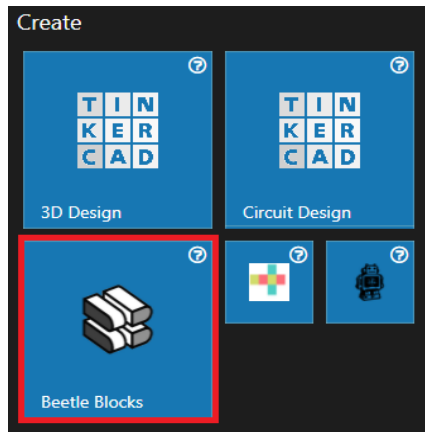 Create
?
?
TIN
KER
CAD
TIN
KER
CAD
3D Design
Circuit Design
?
?
?
Beetle Blocks